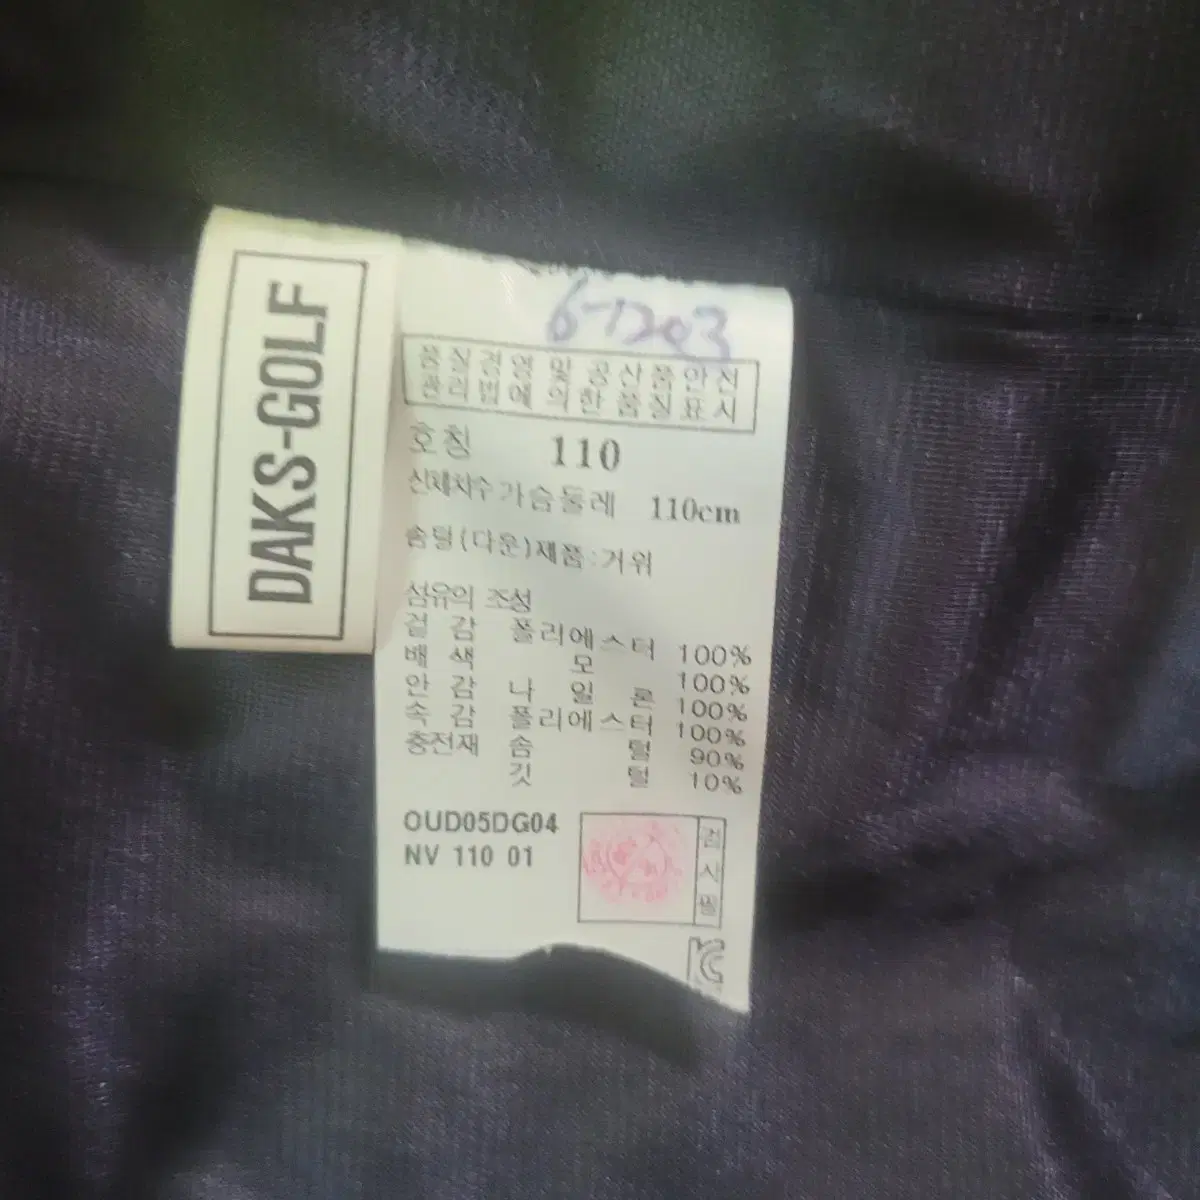 DAKS-GOLF
6-7203
품질경영 및 공산품안전
관리법에 의한 품질표시
호칭 110
신체치수 가슴둘레 110cm
솜털(다운)제품:거위
섬유의 조성
겉감 폴리에스터 100%
배색 모 100%
안감 나일론 100%
속감 폴리에스터 100%
충전재 솜털 90%
깃털 10%
OUD05DG04
NV 110 01
검사필
KC